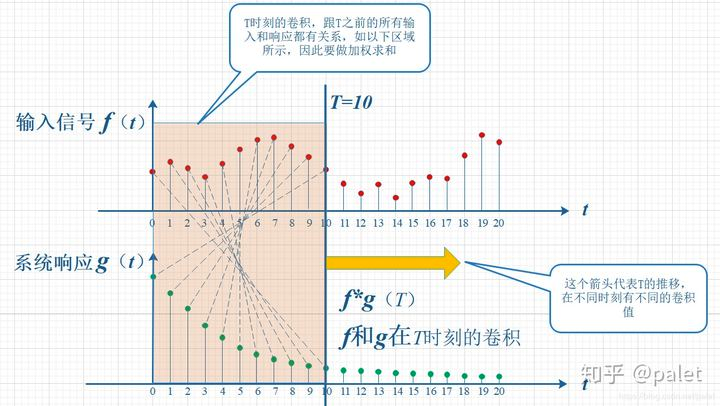 T时刻的卷积，跟T之前的所有输
入和响应都有关系，如以下区域
所示，因此要做加权求和
T=10
输入信号 f（t）
0 1 2 3 4 5 6 7 8 9 10 11 12 13 14 15 16 17 18 19 20
t
系统响应g（t）
这个箭头代表T的推移，
在不同时刻有不同的卷积
值
f*g（T）
f和g在T时刻的卷积
0 1 2 3 4 5 6 7 8 9 10 11 12 13 14 15 16 17 18 19 20
t
知乎 @palet